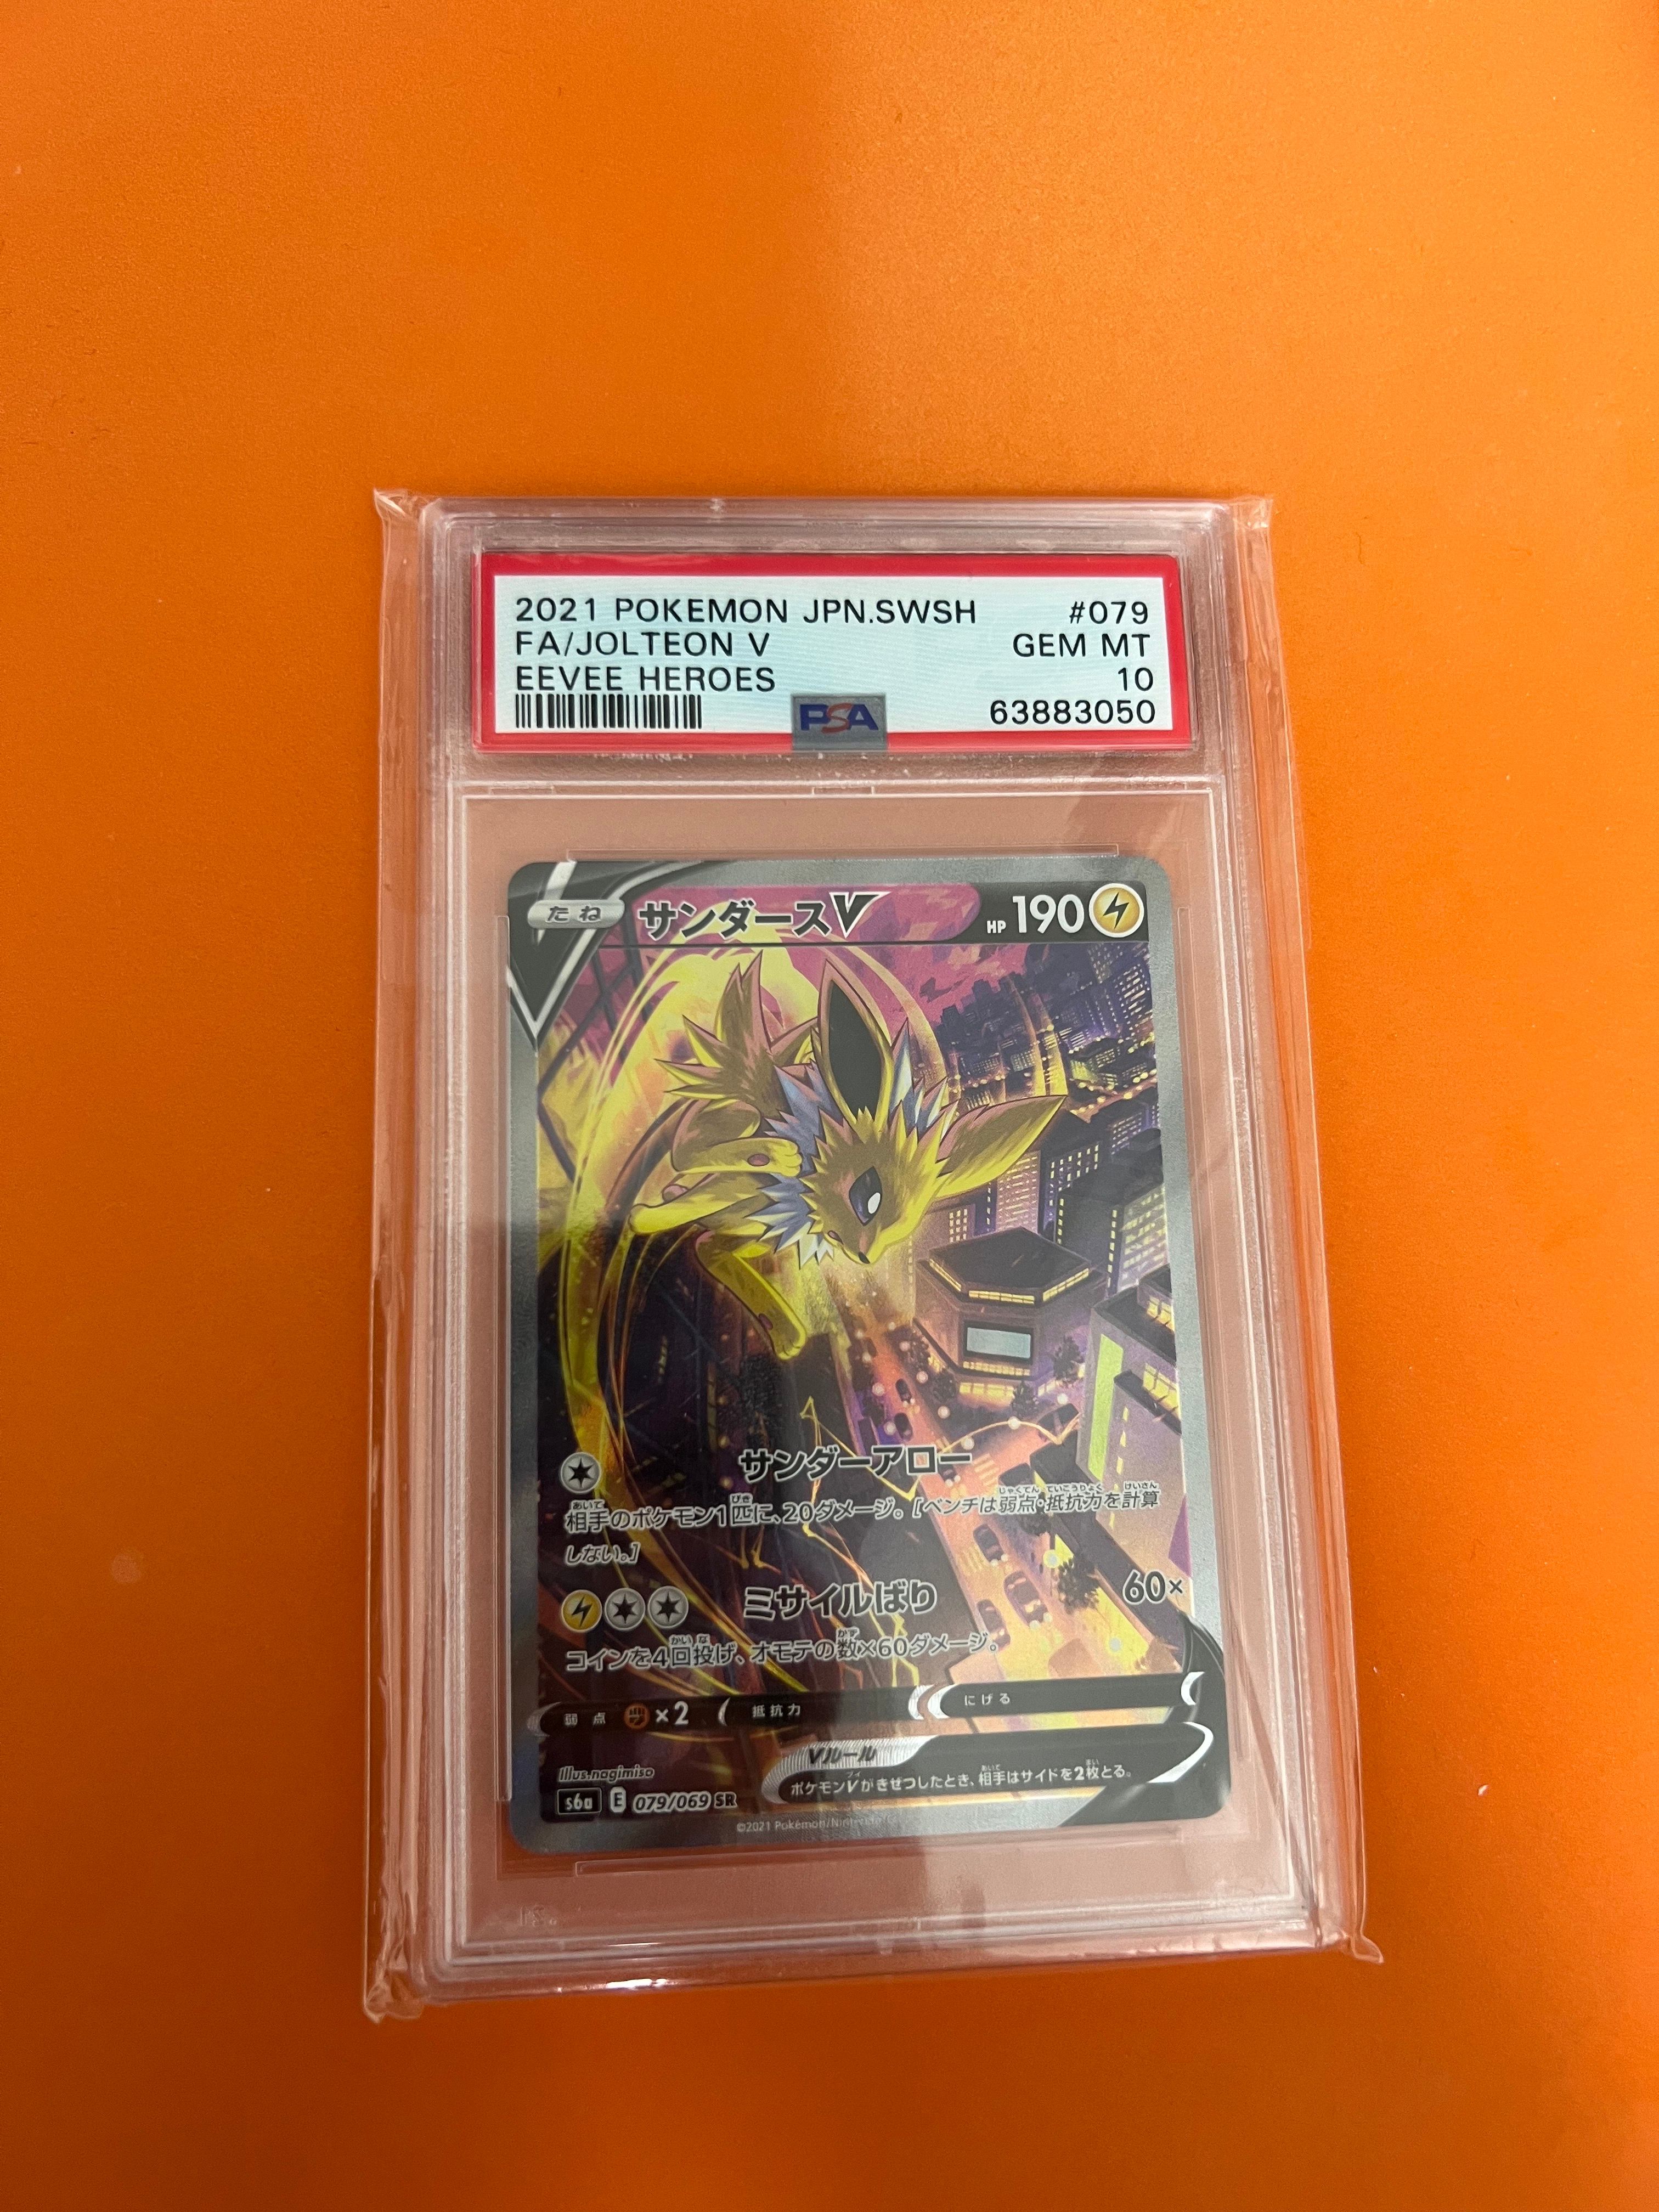 2021 POKEMON JPN.SWSH #079
FA/JOLTEON V GEM MT
EEVEE HEROES 10
PSA 63883050
たね サンダースV HP 190
サンダーアロー
相手のポケモン1匹に、20ダメージ。[ベンチは弱点・抵抗力を計算
しない。]
ミサイルばり 60×
コインを4回投げ、オモテの数×60ダメージ。
弱点 ×2 抵抗力 にげる
Vルール
ポケモンVがきぜつしたとき、相手はサイドを2枚とる。
Illus.nagimiso
s6a E 079/069 SR
©2021 Pokémon/Nintendo